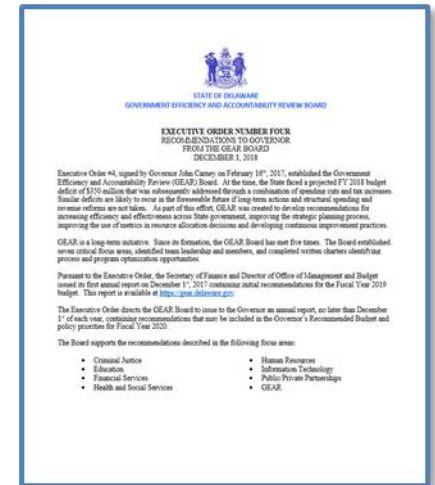 STATE OF DELAWARE
GOVERNMENT EFFICIENCY AND ACCOUNTABILITY REVIEW BOARD
EXECUTIVE ORDER NUMBER FOUR
RECOMMENDATIONS TO GOVERNOR
FROM THE GEAR BOARD
DECEMBER 1, 2018
Executive Order #4, signed by Governor John Carney on February 16th, 2017, established the Government
Efficiency and Accountability Review (GEAR) Board. At the time, the State faced a projected FY 2018 budget
deficit of $350 million that was subsequently addressed through a combination of spending cuts and tax increases.
Similar deficits are likely to recur in the foreseeable future if long-term actions and structural spending and
revenue reforms are not taken. As part of this effort, GEAR was created to develop recommendations for
increasing efficiency and effectiveness across State government, improving the strategic planning process,
improving the use of metrics in resource allocation decisions and developing continuous improvement practices.
GEAR is a long-term initiative. Since its formation, the GEAR Board has met five times. The Board established
seven critical focus areas, identified team leadership and members, and completed written charters identifying
process and program optimization opportunities.
Pursuant to the Executive Order, the Secretary of Finance and Director of Office of Management and Budget
issued its first annual report on December 1st, 2017 containing initial recommendations for the Fiscal Year 2019
budget. This report is available at https://gear.delaware.gov.
The Executive Order directs the GEAR Board to issue to the Governor an annual report, no later than December
1st of each year, containing recommendations that may be included in the Governor's Recommended Budget and
policy priorities for Fiscal Year 2020.
The Board supports the recommendations described in the following focus areas:
• Criminal Justice
• Education
• Financial Services
• Health and Social Services
• Human Resources
• Information Technology
• Public/Private Partnerships
• GEAR